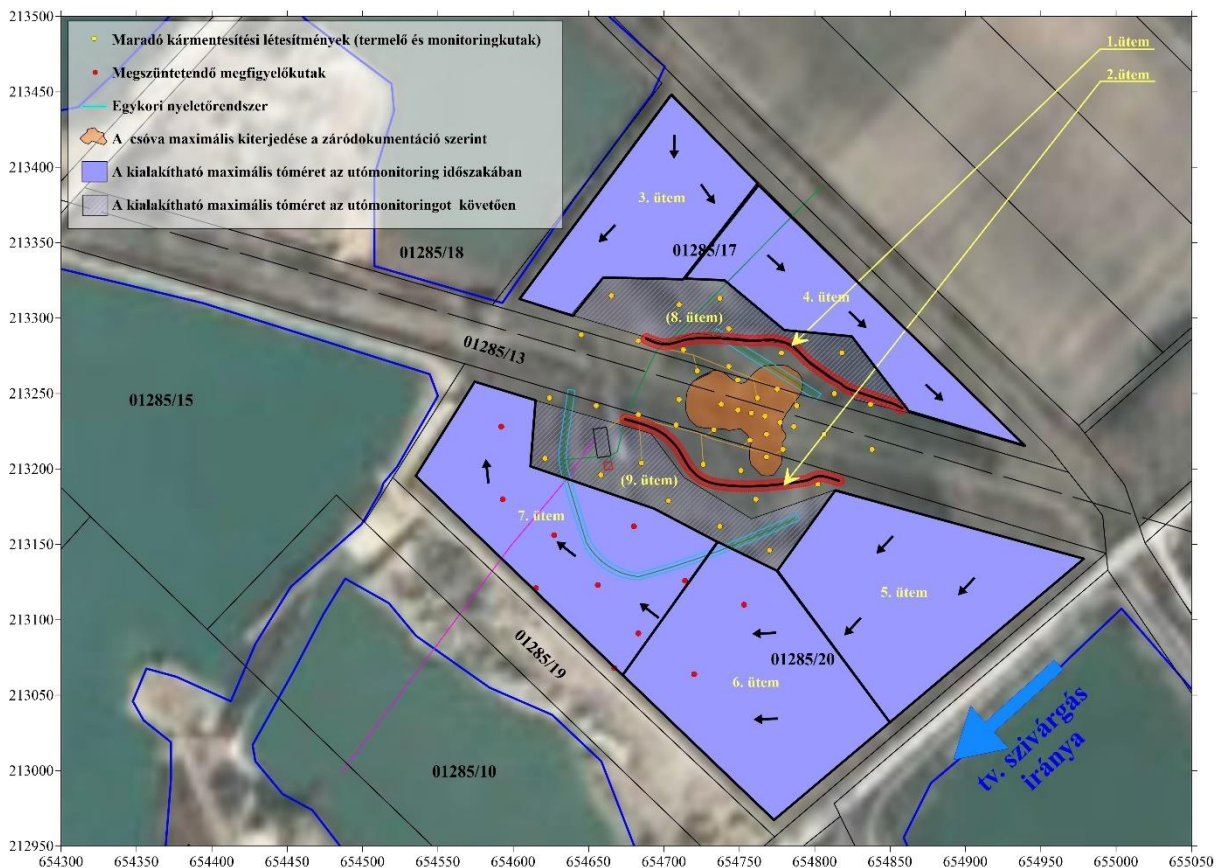 213500
213450
213400
213350
213300
213250
213200
213150
213100
213050
213000
212950
Maradó kármentesítési létesítmények (termelő és monitoringkutak)
Megszüntetendő megfigyelőkutak
Egykori nyeletőrendszer
A csóva maximális kiterjedése a záródokumentáció szerint
A kialakítható maximális tóméret az utómonitoring időszakában
A kialakítható maximális tóméret az utómonitoringot követően
1.ütem
2.ütem
3. ütem
01285/18
01285/17
4. ütem
(8. ütem)
01285/13
01285/15
(9. ütem)
7. ütem
5. ütem
01285/19
01285/20
6. ütem
01285/10
tv. szivárgás
iránya
654300 654350 654400 654450 654500 654550 654600 654650 654700 654750 654800 654850 654900 654950 655000 655050